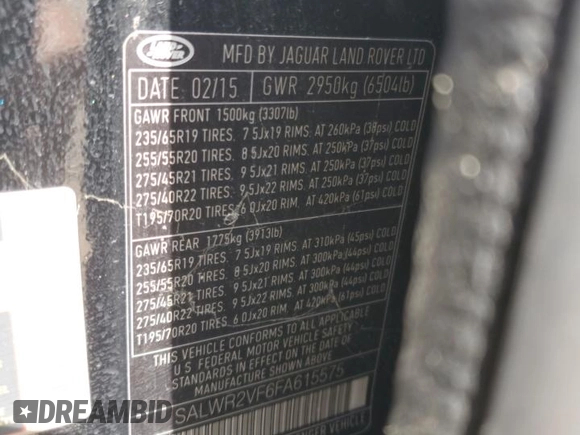 LAND ROVER
MFD BY JAGUAR LAND ROVER LTD
DATE 02/15 GWR 2950kg (6504lb)
GAWR FRONT 1500kg (3307lb)
235/65R19 TIRES. 7 5Jx19 RIMS. AT 260kPa (38psi) COLD
255/55R20 TIRES. 8 5Jx20 RIMS. AT 250kPa (37psi) COLD
275/45R21 TIRES. 9 5Jx21 RIMS. AT 250kPa (37psi) COLD
275/40R22 TIRES. 9 5Jx22 RIMS. AT 250kPa (37psi) COLD
T195/70R20 TIRES. 6 0Jx20 RIM. AT 420kPa (61psi) COLD
GAWR REAR 1775kg (3913lb)
235/65R19 TIRES. 7 5Jx19 RIMS. AT 310kPa (45psi) COLD
255/55R20 TIRES. 8 5Jx20 RIMS. AT 300kPa (44psi) COLD
275/45R21 TIRES. 9 5Jx21 RIMS. AT 300kPa (44psi) COLD
275/40R22 TIRES. 9 5Jx22 RIMS. AT 300kPa (44psi) COLD
T195/70R20 TIRES. 6 0Jx20 RIM. AT 420kPa (61psi) COLD
THIS VEHICLE CONFORMS TO ALL APPLICABLE
U S FEDERAL MOTOR VEHICLE SAFETY
MANUFACTURE SHOWN ABOVE
SALWR2VF6FA615575
VEHICLE
DREAMBID